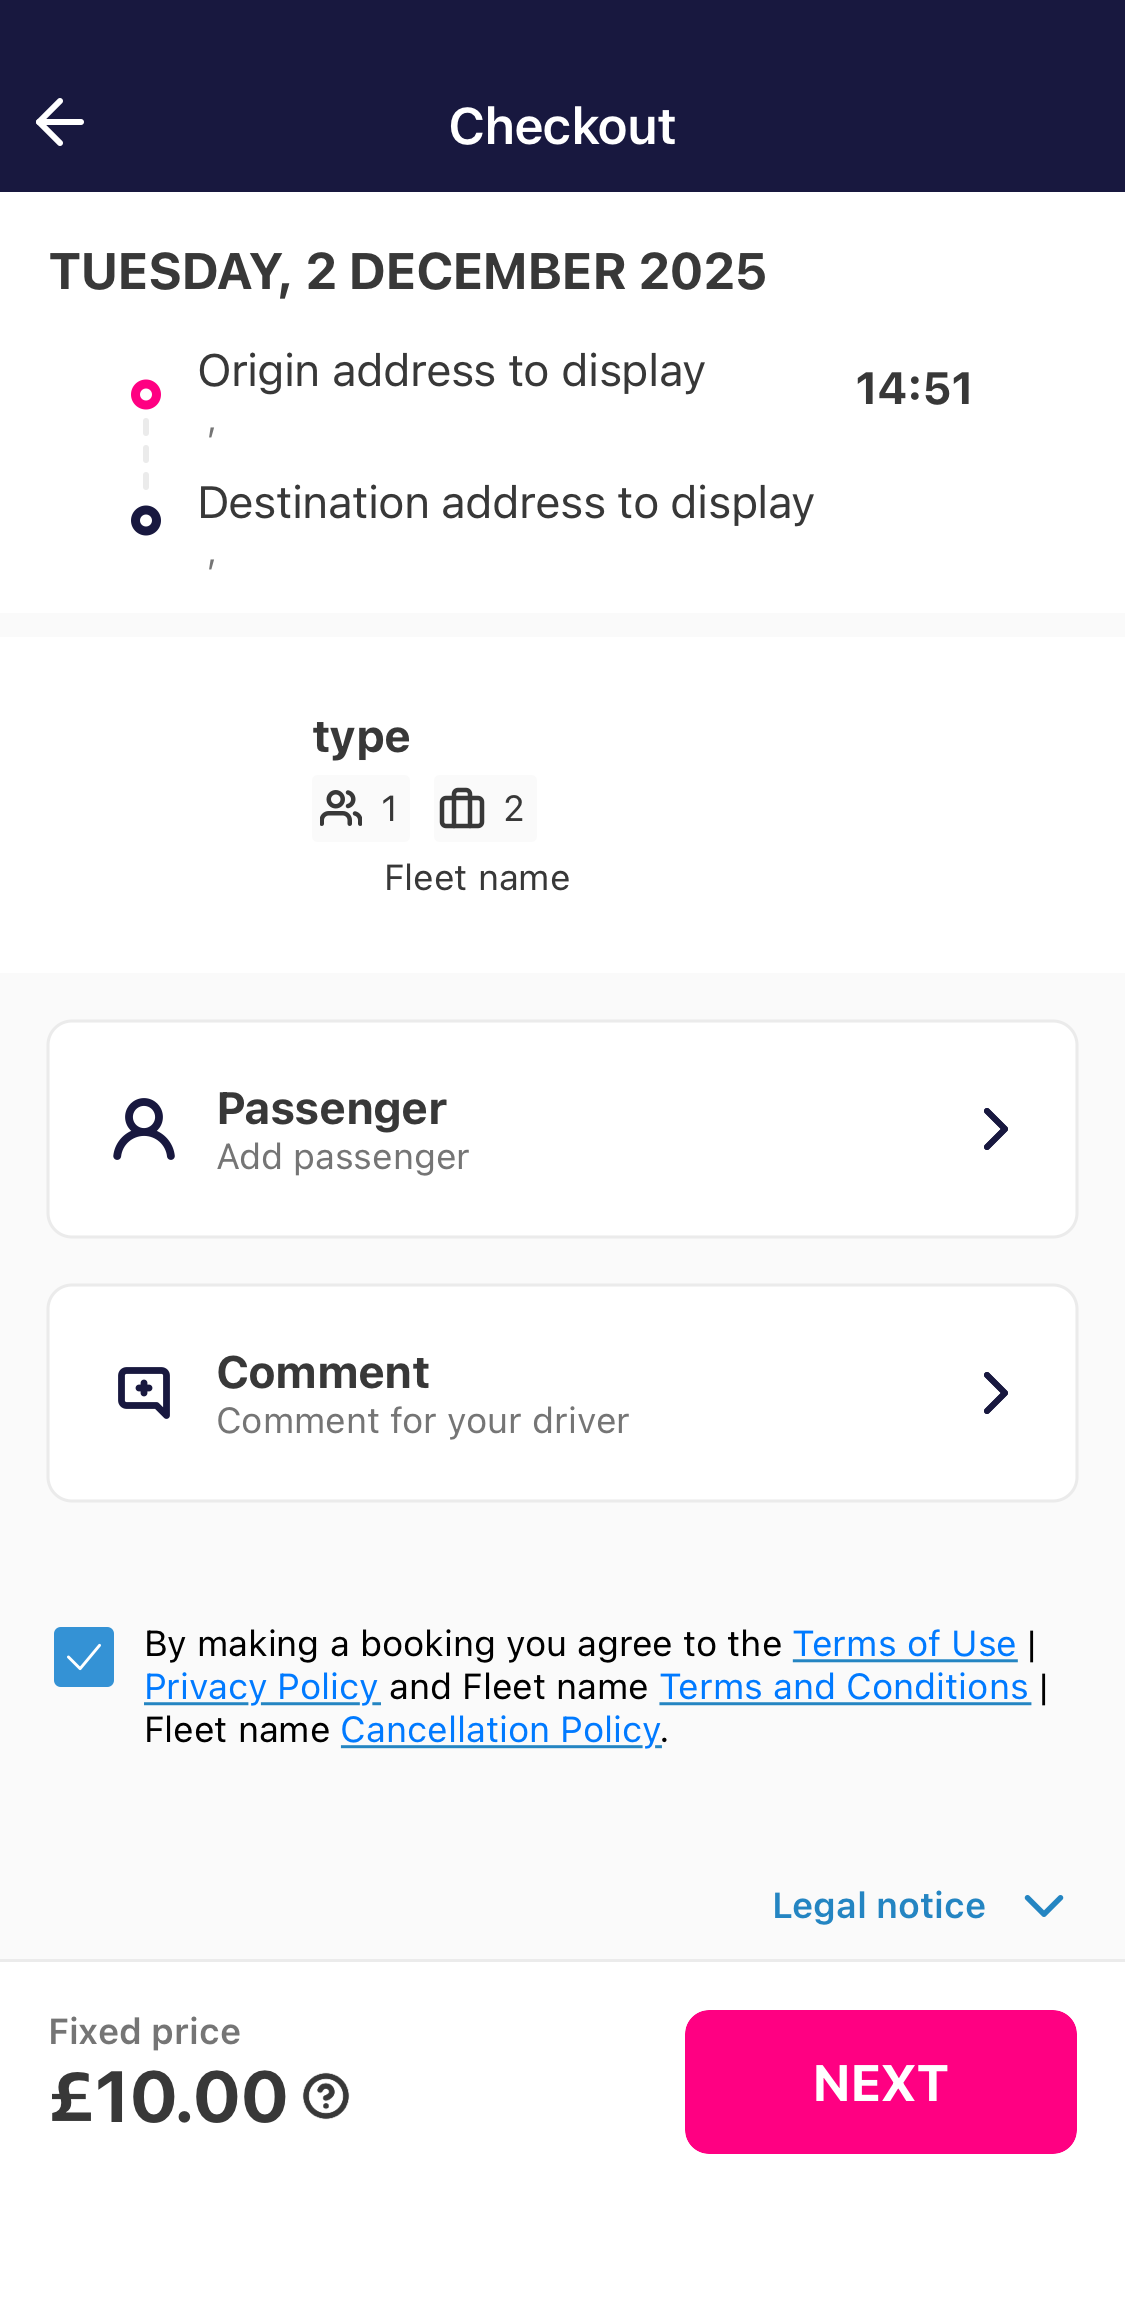 Checkout
TUESDAY, 2 DECEMBER 2025
Origin address to display
14:51
,
Destination address to display
,
type
1
2
Fleet name
Passenger
Add passenger
Comment
Comment for your driver
By making a booking you agree to the Terms of Use |
Privacy Policy and Fleet name Terms and Conditions |
Fleet name Cancellation Policy.
Legal notice
Fixed price
£10.00
NEXT